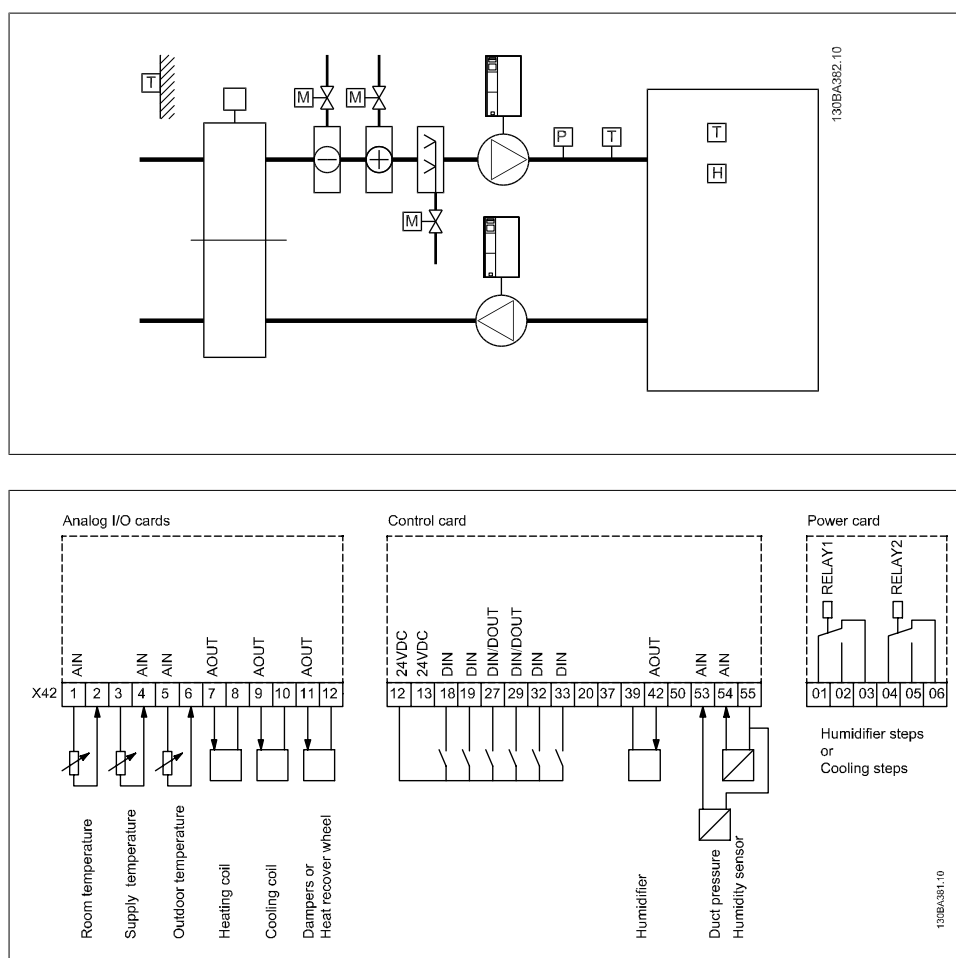 130BA382.10
T
M
M
P
T
T
H
M
Analog I/O cards
Control card
Power card
AIN
AIN
AIN
AOUT
AOUT
AOUT
24VDC
24VDC
DIN
DIN
DIN/DOUT
DIN/DOUT
DIN
DIN
AOUT
AIN
AIN
RELAY1
RELAY2
X42 1 2 3 4 5 6 7 8 9 10 11 12
12 13 18 19 27 29 32 33 20 37 39 42 50 53 54 55
01 02 03 04 05 06
Humidifier steps
or
Cooling steps
Room temperature
Supply temperature
Outdoor temperature
Heating coil
Cooling coil
Dampers or
Heat recover wheel
Humidifier
Duct pressure
Humidity sensor
130BA381.10